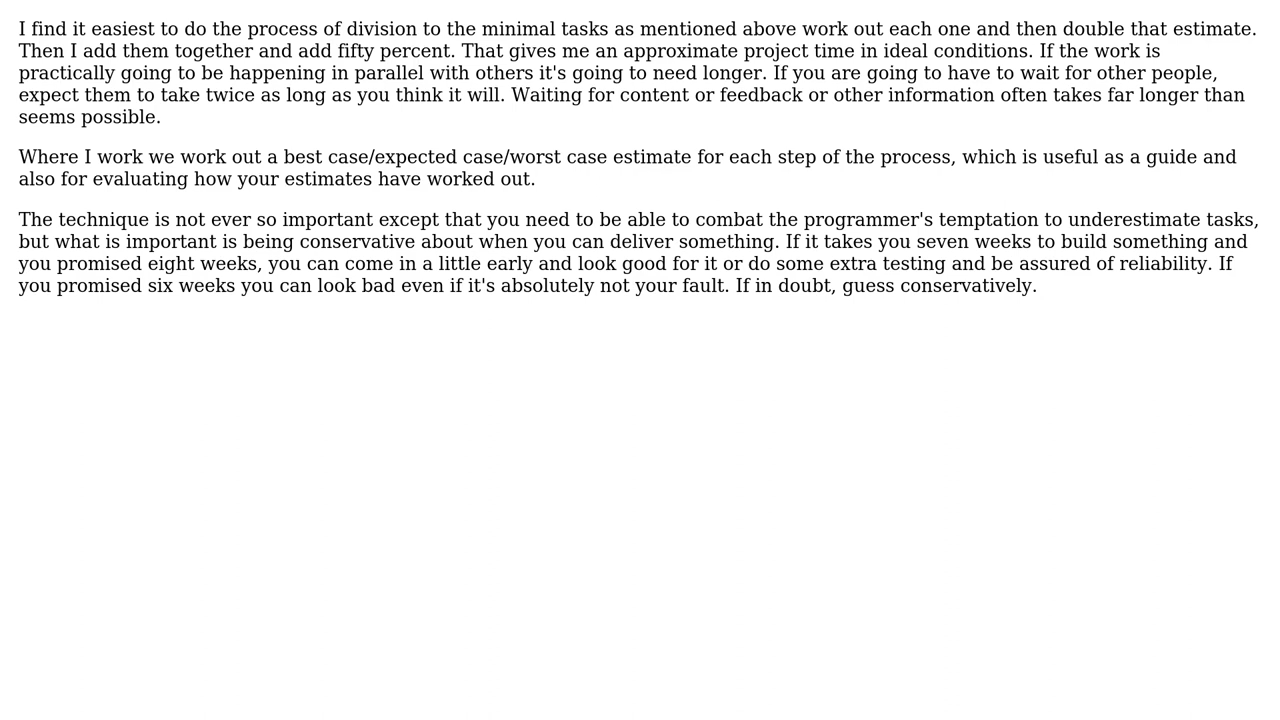 I find it easiest to do the process of division to the minimal tasks as mentioned above work out each one and then double that estimate.
Then I add them together and add fifty percent. That gives me an approximate project time in ideal conditions. If the work is
practically going to be happening in parallel with others it's going to need longer. If you are going to have to wait for other people,
expect them to take twice as long as you think it will. Waiting for content or feedback or other information often takes far longer than
seems possible.
Where I work we work out a best case/expected case/worst case estimate for each step of the process, which is useful as a guide and
also for evaluating how your estimates have worked out.
The technique is not ever so important except that you need to be able to combat the programmer's temptation to underestimate tasks,
but what is important is being conservative about when you can deliver something. If it takes you seven weeks to build something and
you promised eight weeks, you can come in a little early and look good for it or do some extra testing and be assured of reliability. If
you promised six weeks you can look bad even if it's absolutely not your fault. If in doubt, guess conservatively.